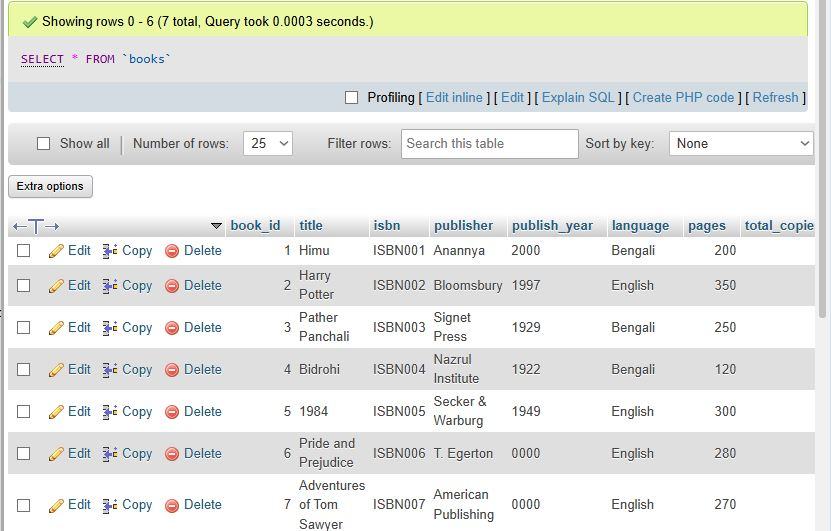 Showing rows 0 - 6 (7 total, Query took 0.0003 seconds.)
SELECT * FROM `books`
Profiling [ Edit inline ] [ Edit ] [ Explain SQL ] [ Create PHP code ] [ Refresh ]
Show all | Number of rows: 25 Filter rows: Search this table Sort by key: None
Extra options
←T→ book_id title isbn publisher publish_year language pages total_copie
Edit Copy Delete 1 Himu ISBN001 Anannya 2000 Bengali 200
Edit Copy Delete 2 Harry Potter ISBN002 Bloomsbury 1997 English 350
Edit Copy Delete 3 Pather Panchali ISBN003 Signet Press 1929 Bengali 250
Edit Copy Delete 4 Bidrohi ISBN004 Nazrul Institute 1922 Bengali 120
Edit Copy Delete 5 1984 ISBN005 Secker & Warburg 1949 English 300
Edit Copy Delete 6 Pride and Prejudice ISBN006 T. Egerton 0000 English 280
Edit Copy Delete 7 Adventures of Tom Sawyer ISBN007 American Publishing 0000 English 270